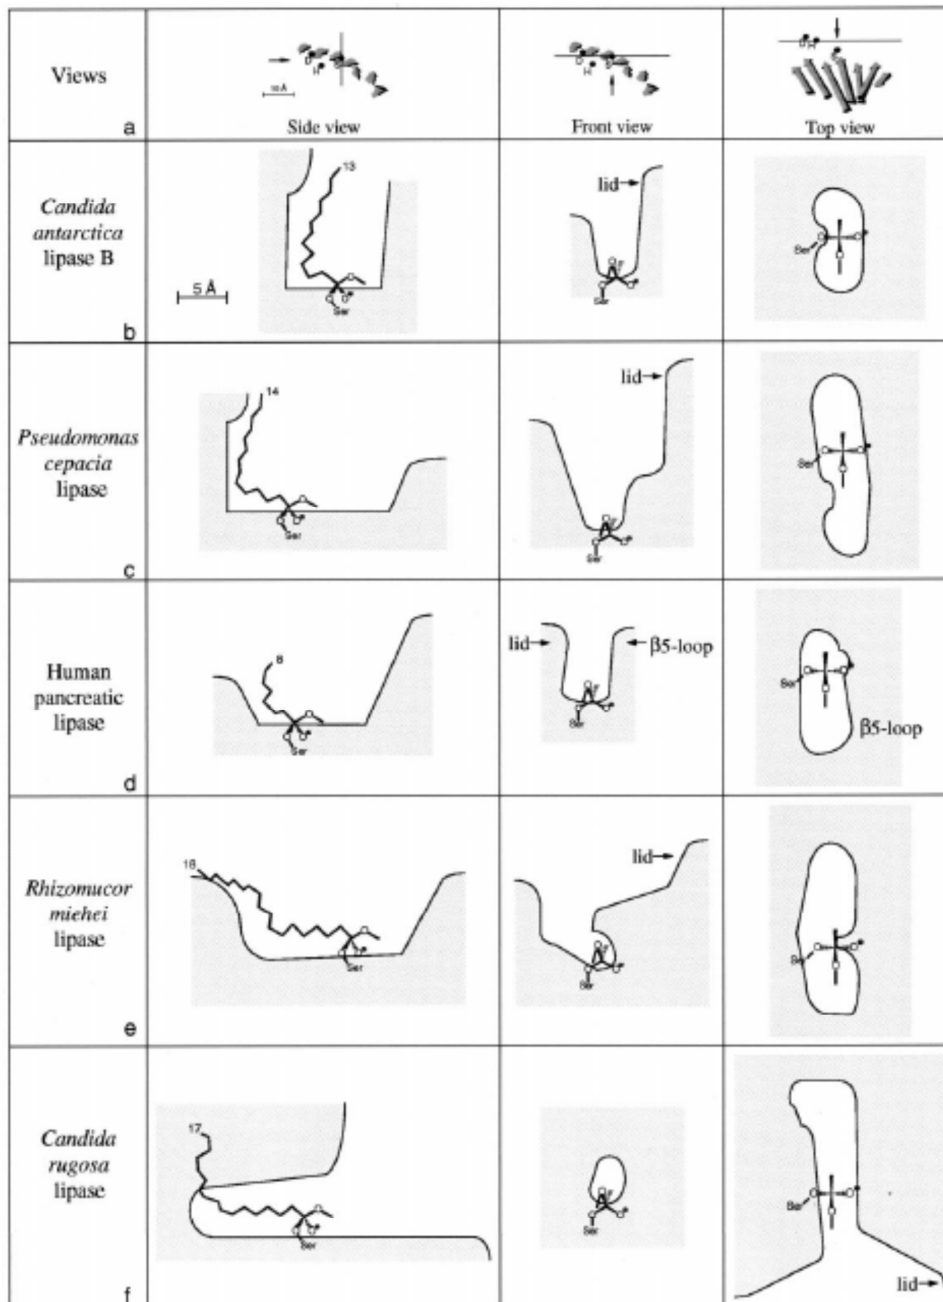 Views
a
D
H
S
10 Å
Side view
D
H
S
Front view
D
H
S
Top view
Candida
antarctica
lipase B
b
5 Å
13
Ser
lid
Ser
Ser
Pseudomonas
cepacia
lipase
c
14
Ser
lid
Ser
Ser
Human
pancreatic
lipase
d
8
Ser
lid
β5-loop
Ser
Ser
β5-loop
Rhizomucor
miehei
lipase
e
18
Ser
lid
Ser
Ser
Candida
rugosa
lipase
f
17
Ser
Ser
Ser
lid